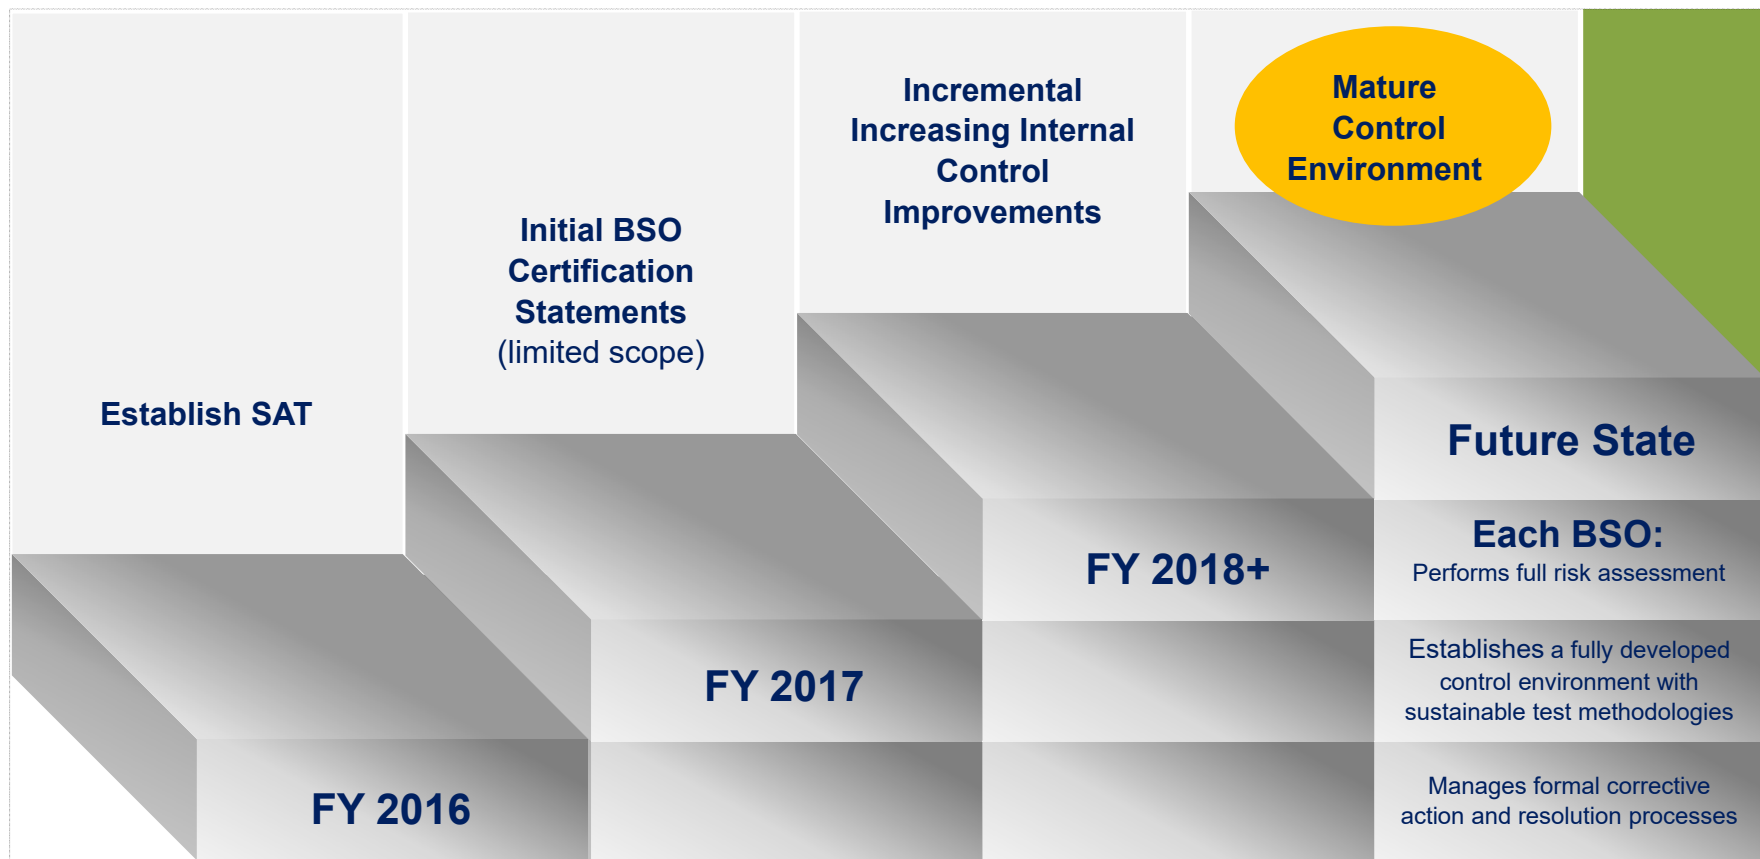 Establish SAT
Initial BSO
Certification
Statements
(limited scope)
Incremental
Increasing Internal
Control
Improvements
Mature
Control
Environment
FY 2016
FY 2017
FY 2018+
Future State
Each BSO:
Performs full risk assessment
Establishes a fully developed
control environment with
sustainable test methodologies
Manages formal corrective
action and resolution processes